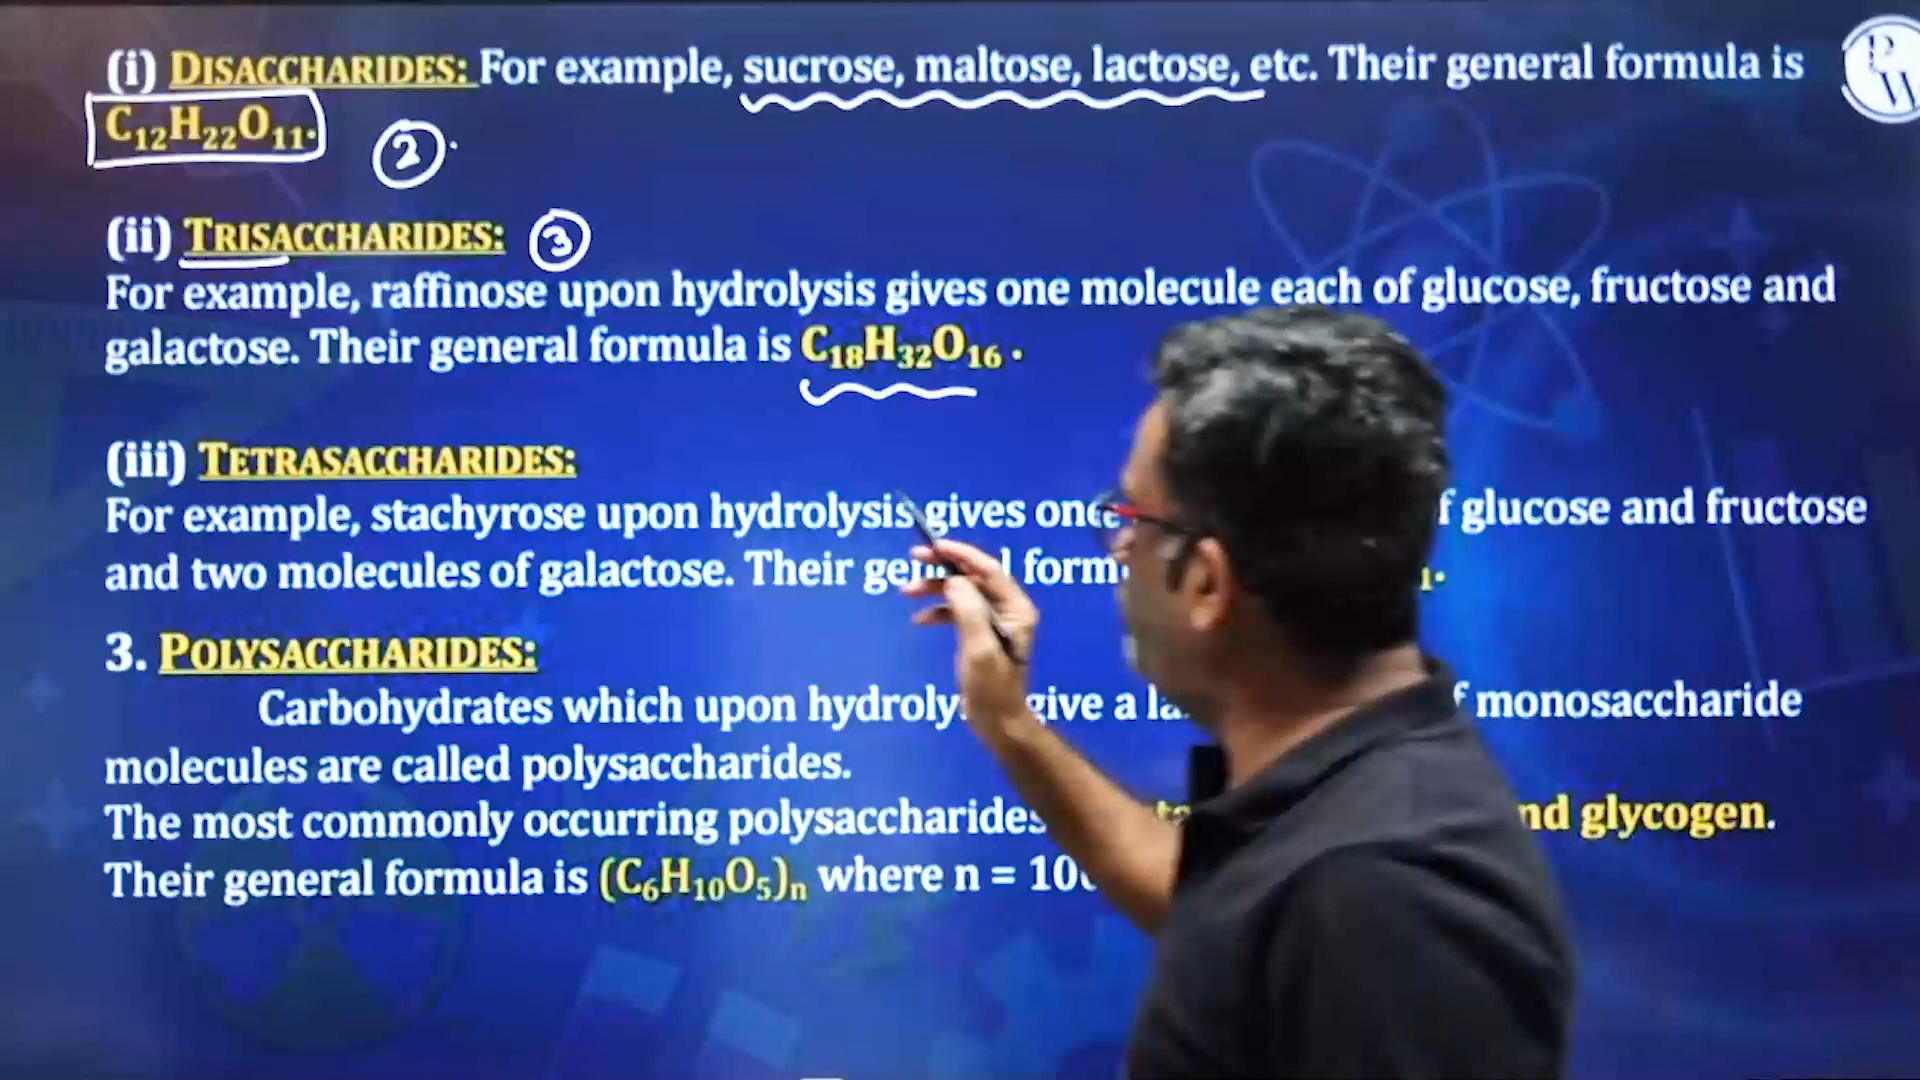 (i) DISACCHARIDES: For example, sucrose, maltose, lactose, etc. Their general formula is
C₁₂H₂₂O₁₁.
2
(ii) TRISACCHARIDES: 3
For example, raffinose upon hydrolysis gives one molecule each of glucose, fructose and
galactose. Their general formula is C₁₈H₃₂O₁₆.
(iii) TETRASACCHARIDES:
For example, stachyrose upon hydrolysis gives one glucose and fructose
and two molecules of galactose. Their
3. POLYSACCHARIDES:
Carbohydrates which upon give a monosaccharide
molecules are called polysaccharides.
The most commonly occurring polysaccharides glycogen.
Their general formula is (C₆H₁₀O₅)ₙ where n =
PW